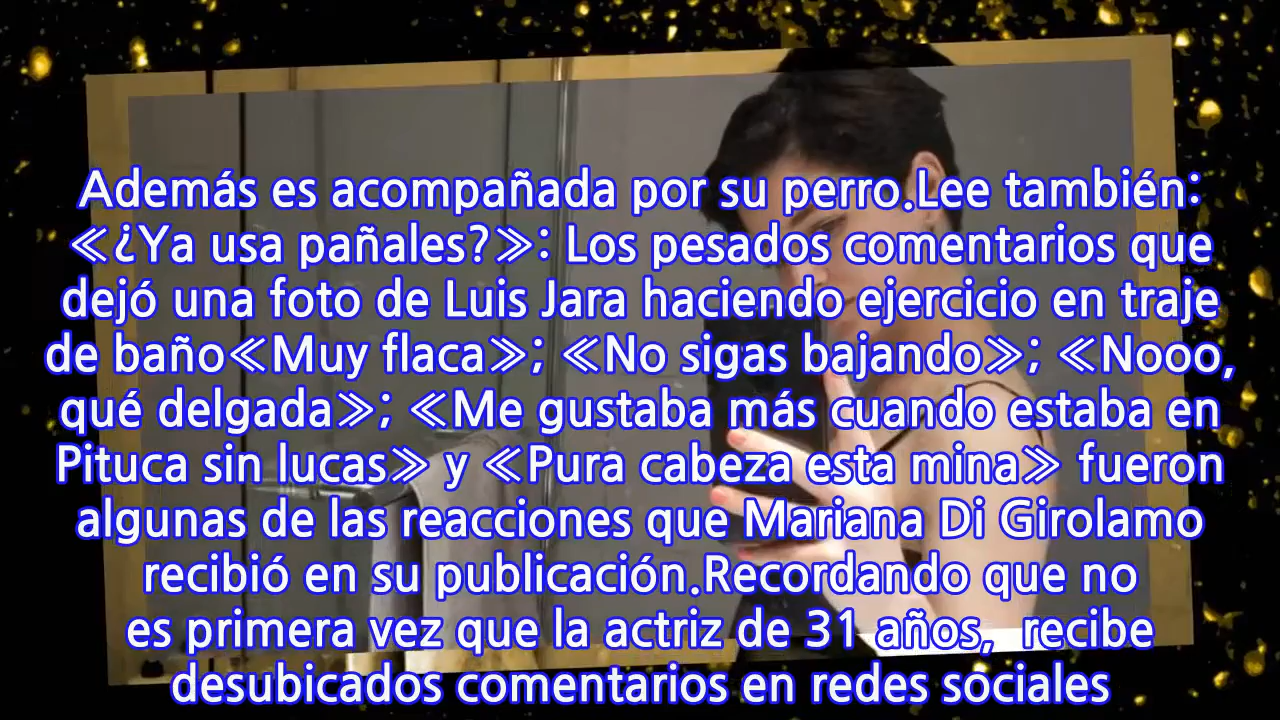 Además es acompañada por su perro.Lee también:
≪¿Ya usa pañales?≫: Los pesados comentarios que
dejó una foto de Luis Jara haciendo ejercicio en traje
de baño≪Muy flaca≫; ≪No sigas bajando≫; ≪Nooo,
qué delgada≫; ≪Me gustaba más cuando estaba en
Pituca sin lucas≫ y ≪Pura cabeza esta mina≫ fueron
algunas de las reacciones que Mariana Di Girolamo
recibió en su publicación.Recordando que no
es primera vez que la actriz de 31 años, recibe
desubicados comentarios en redes sociales